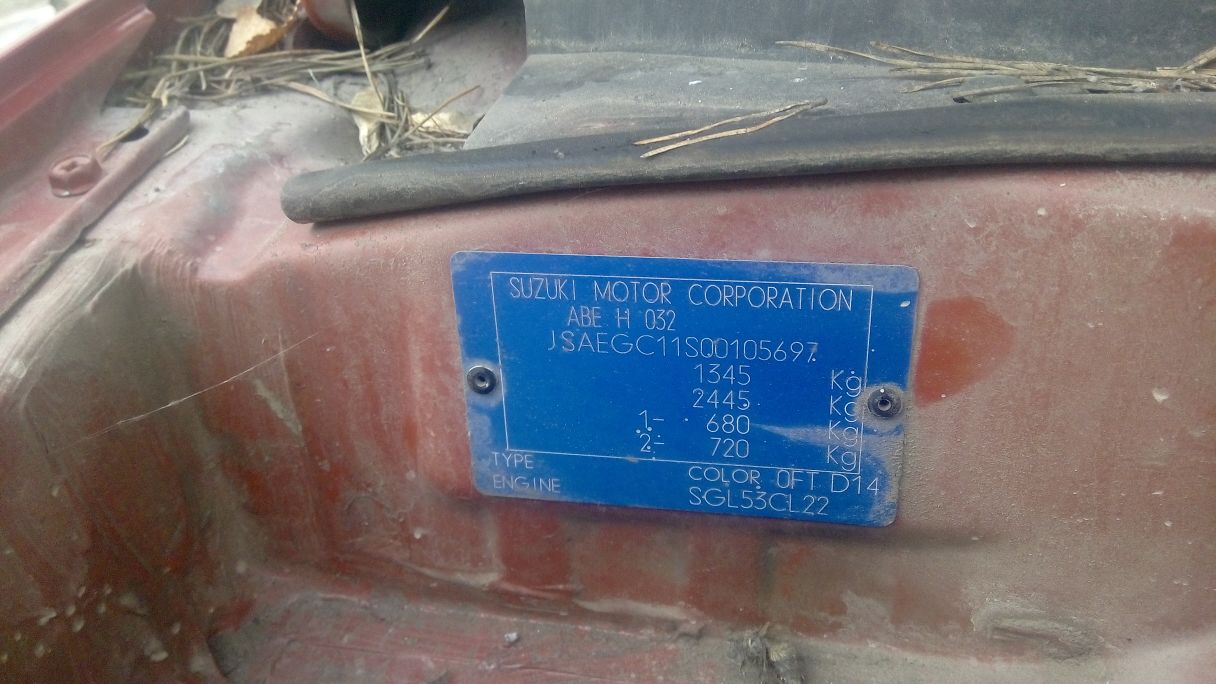 SUZUKI MOTOR CORPORATION
ABE H 032
JSAEGC11S00105697
1345 Kg
2445 Kg
1- 680 Kg
2- 720 Kg
TYPE COLOR 0FT D14
ENGINE SGL53CL22